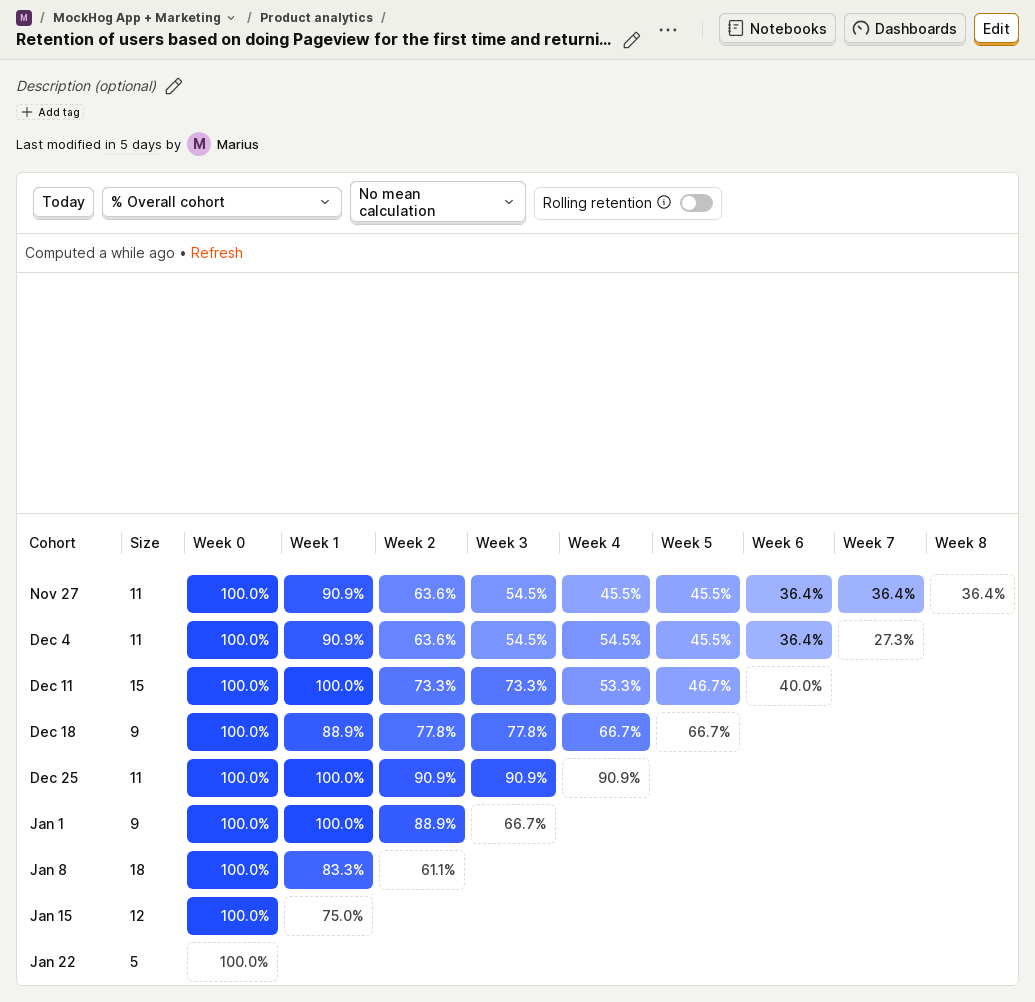 M / MockHog App + Marketing / Product analytics /
Retention of users based on doing Pageview for the first time and returni...
Notebooks Dashboards Edit
Description (optional)
Add tag
Last modified in 5 days by M Marius
Today % Overall cohort No mean calculation Rolling retention
Computed a while ago • Refresh
Cohort Size Week 0 Week 1 Week 2 Week 3 Week 4 Week 5 Week 6 Week 7 Week 8
Nov 27 11 100.0% 90.9% 63.6% 54.5% 45.5% 45.5% 36.4% 36.4% 36.4%
Dec 4 11 100.0% 90.9% 63.6% 54.5% 54.5% 45.5% 36.4% 27.3%
Dec 11 15 100.0% 100.0% 73.3% 73.3% 53.3% 46.7% 40.0%
Dec 18 9 100.0% 88.9% 77.8% 77.8% 66.7% 66.7%
Dec 25 11 100.0% 100.0% 90.9% 90.9% 90.9%
Jan 1 9 100.0% 100.0% 88.9% 66.7%
Jan 8 18 100.0% 83.3% 61.1%
Jan 15 12 100.0% 75.0%
Jan 22 5 100.0%